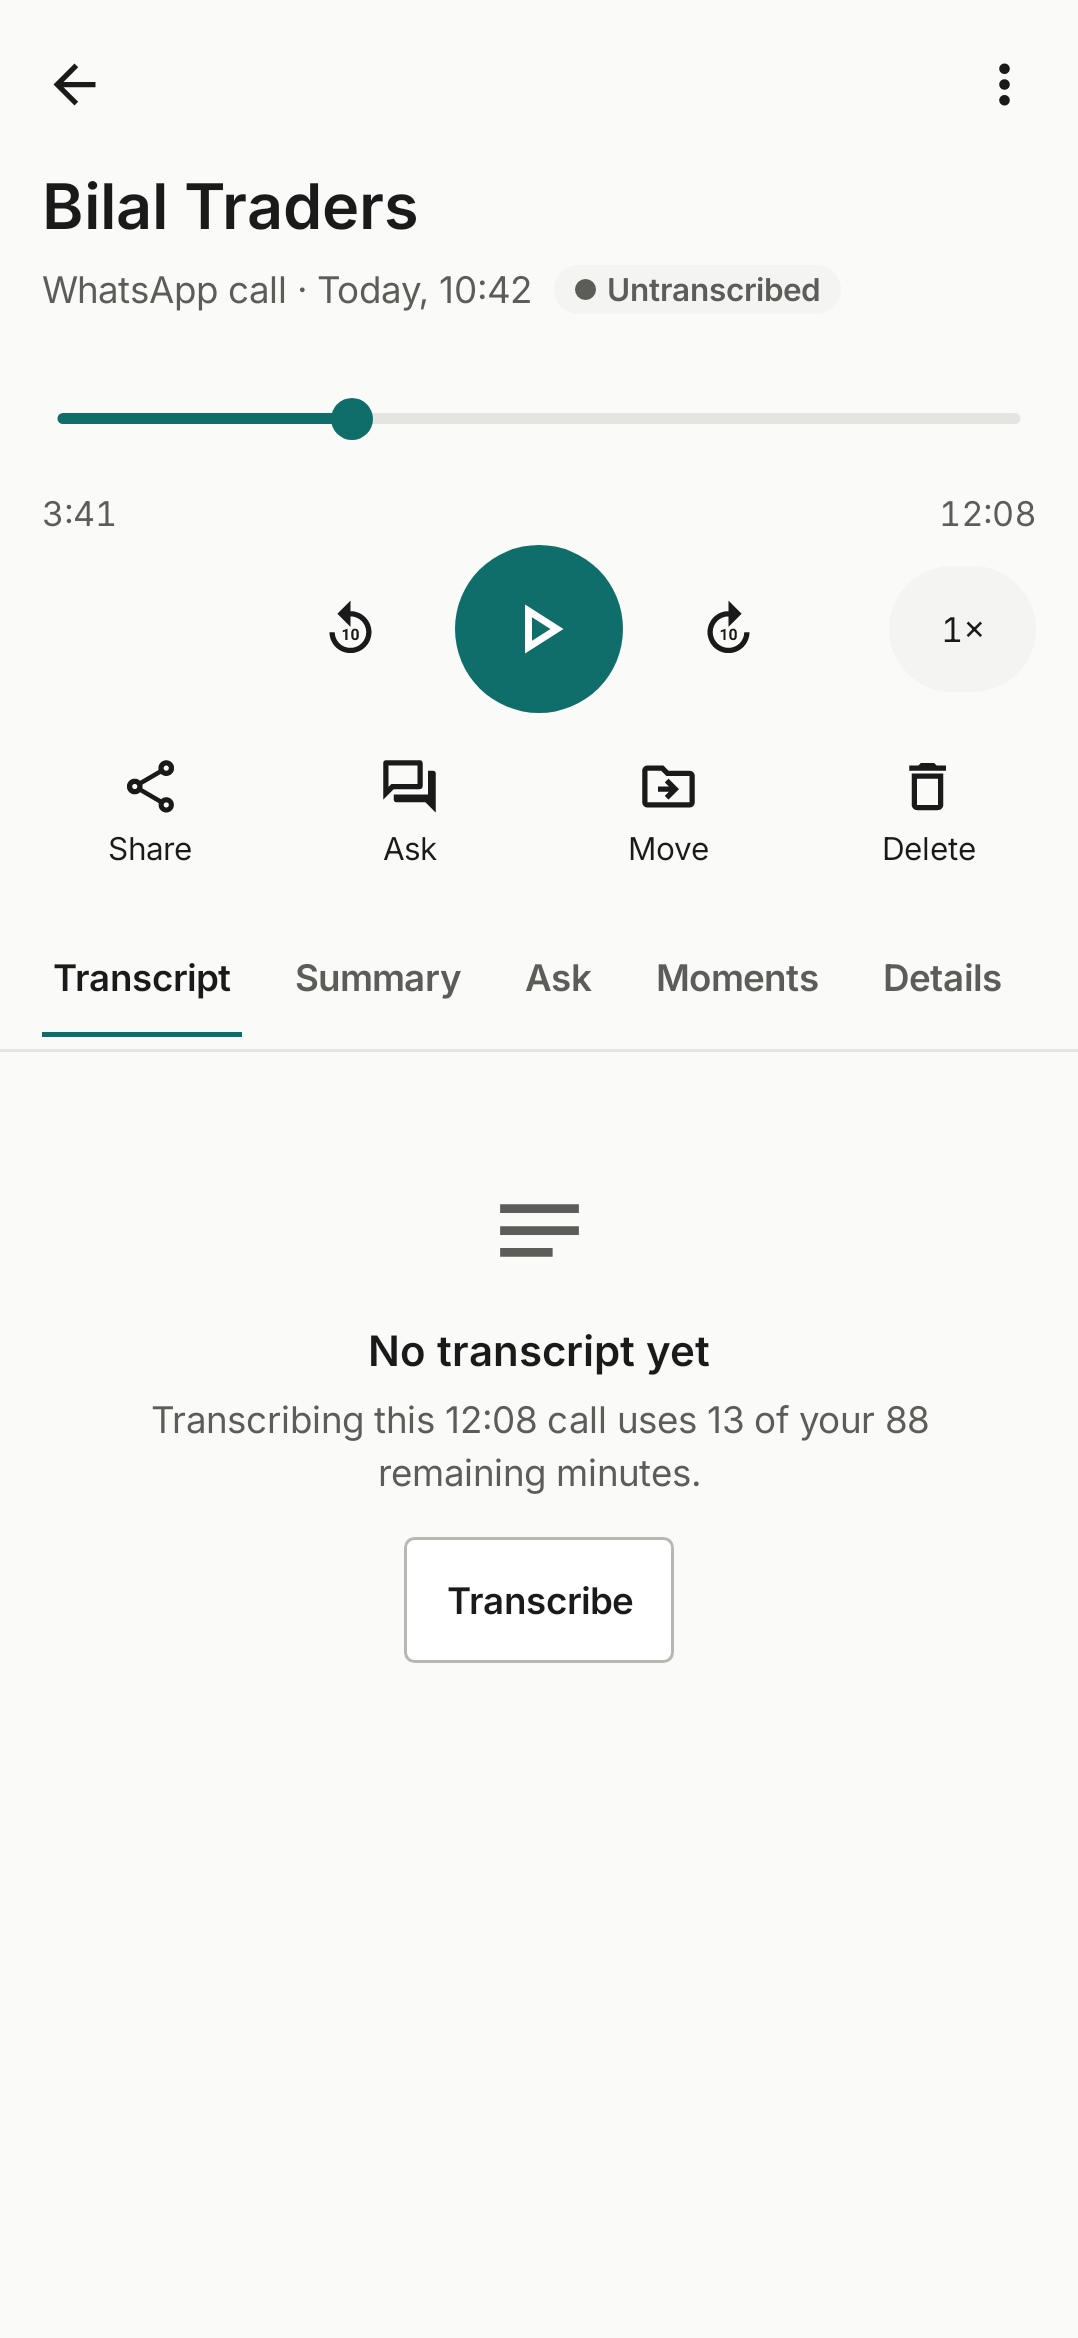 Bilal Traders
WhatsApp call · Today, 10:42 Untranscribed
3:41 12:08
10 10 1×
Share Ask Move Delete
Transcript Summary Ask Moments Details
No transcript yet
Transcribing this 12:08 call uses 13 of your 88
remaining minutes.
Transcribe